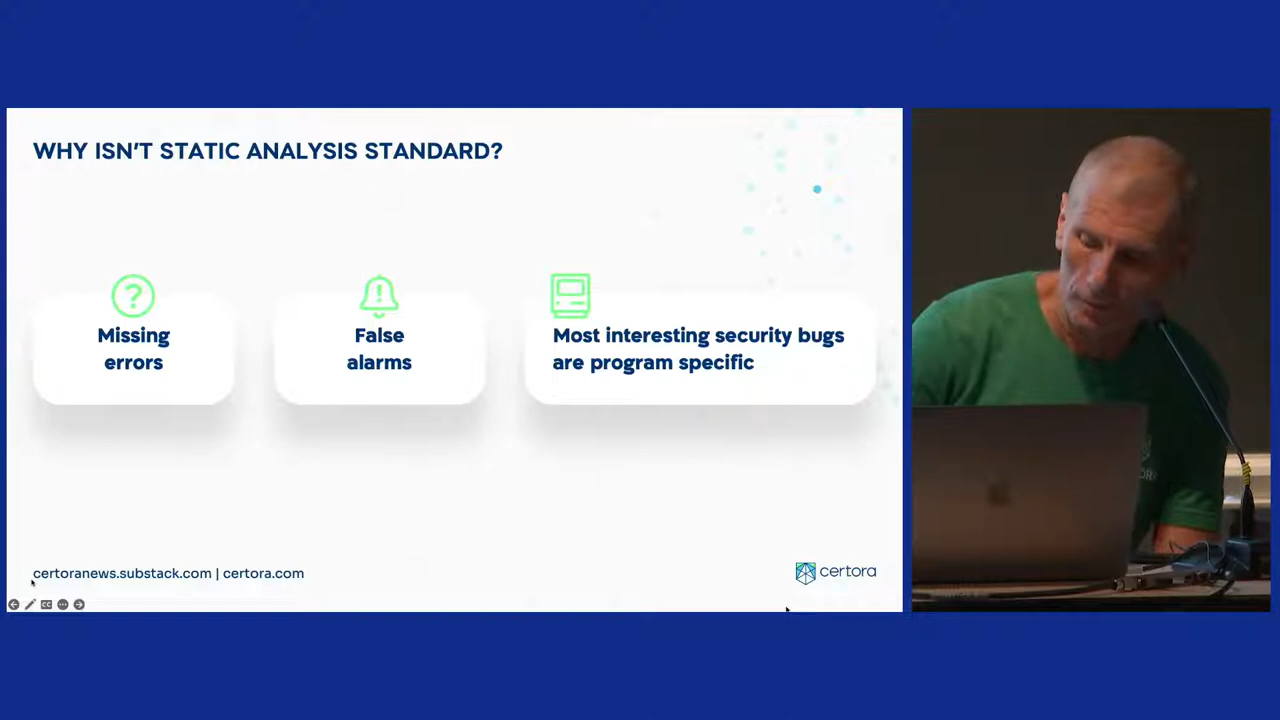 WHY ISN'T STATIC ANALYSIS STANDARD?
Missing
errors
False
alarms
Most interesting security bugs
are program specific
certoranews.substack.com | certora.com
certora
CC